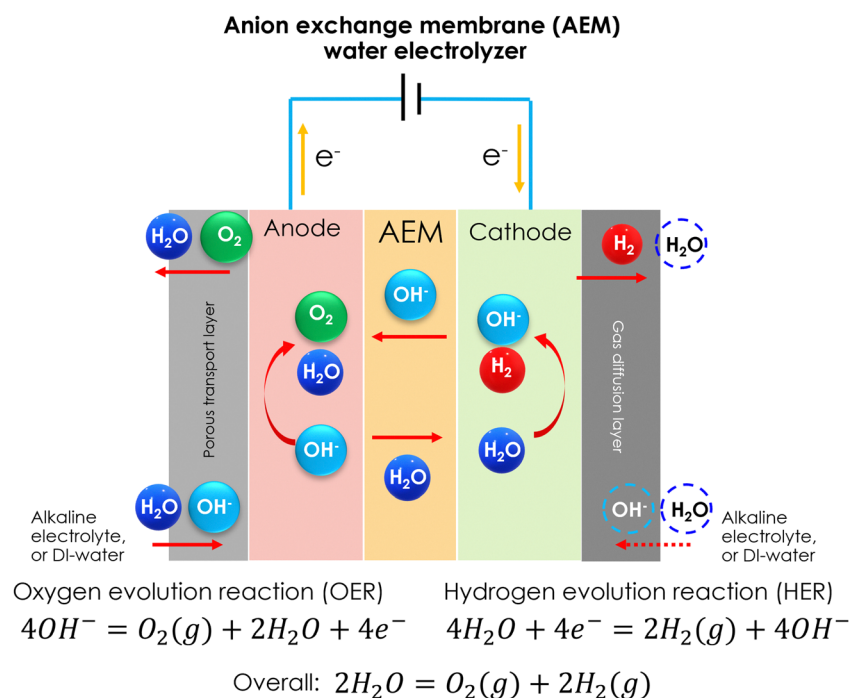 Anion exchange membrane (AEM)
water electrolyzer
e⁻
e⁻
Anode
AEM
Cathode
H₂O
O₂
H₂
H₂O
OH⁻
O₂
OH⁻
H₂O
H₂
Porous transport layer
Gas diffusion layer
OH⁻
H₂O
H₂O
H₂O
OH⁻
OH⁻
H₂O
Alkaline
electrolyte,
or DI-water
Alkaline
electrolyte,
or DI-water
Oxygen evolution reaction (OER)
Hydrogen evolution reaction (HER)
4OH⁻ = O₂(g) + 2H₂O + 4e⁻
4H₂O + 4e⁻ = 2H₂(g) + 4OH⁻
Overall: 2H₂O = O₂(g) + 2H₂(g)